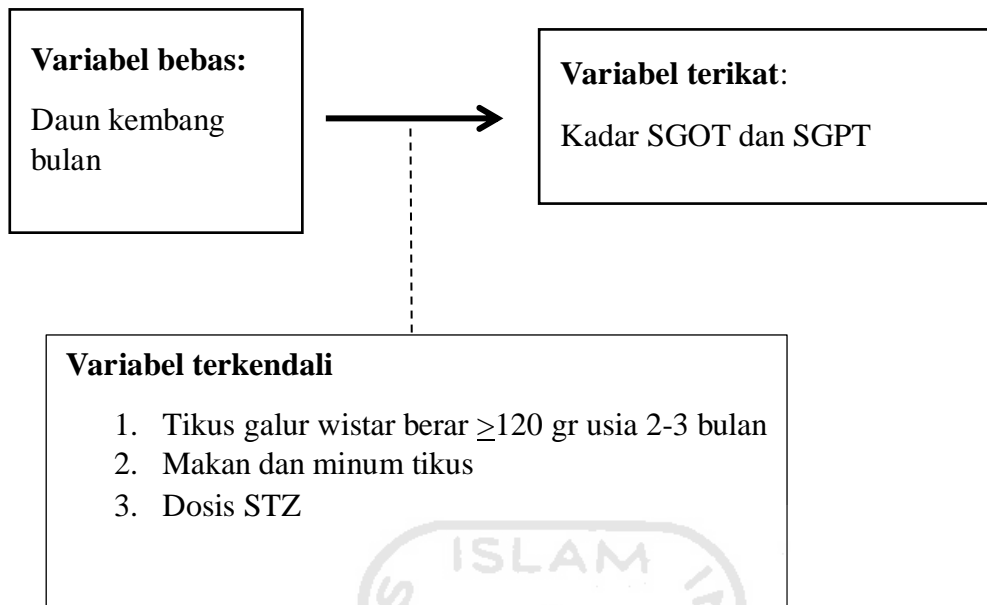 Variabel bebas:
Daun kembang
bulan
Variabel terikat:
Kadar SGOT dan SGPT
Variabel terkendali
1. Tikus galur wistar berar ≥120 gr usia 2-3 bulan
2. Makan dan minum tikus
3. Dosis STZ
ISLAM